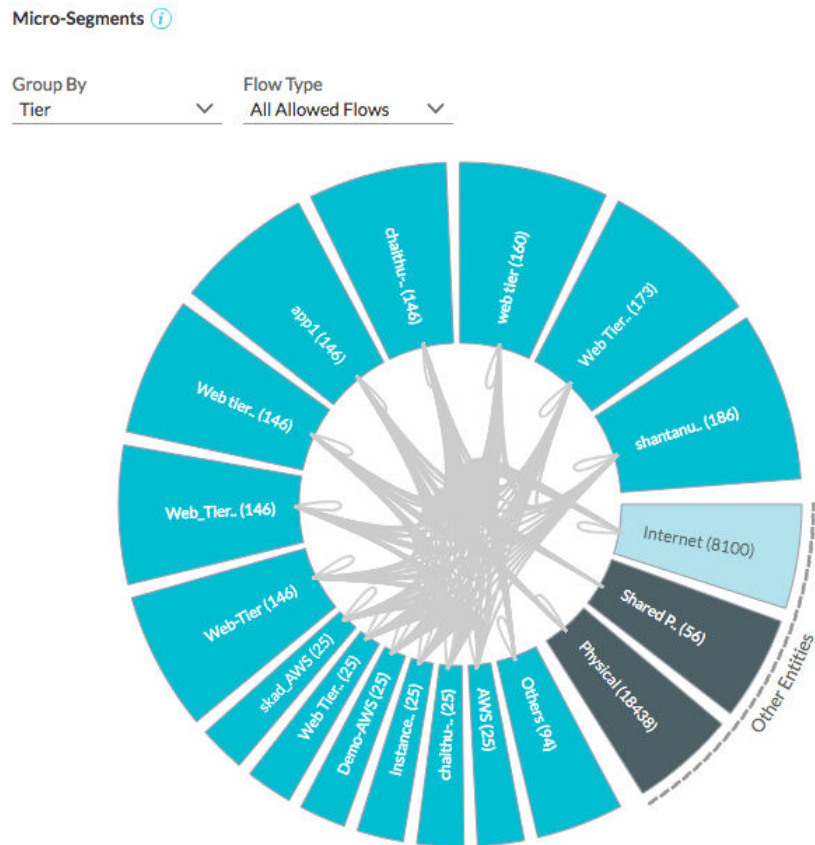 Micro-Segments i
Group By
Tier
Flow Type
All Allowed Flows
chaithu-.. (146)
web tier (160)
Web Tier.. (173)
shantanu.. (186)
Internet (8100)
Shared P.. (56)
Physical (18438)
Other Entities
Others (94)
AWS (25)
chaithu-.. (25)
Instance.. (25)
Demo-AWS (25)
Web Tier.. (25)
skad_AWS (25)
Web-Tier (146)
Web_Tier.. (146)
Web tier.. (146)
app1 (146)